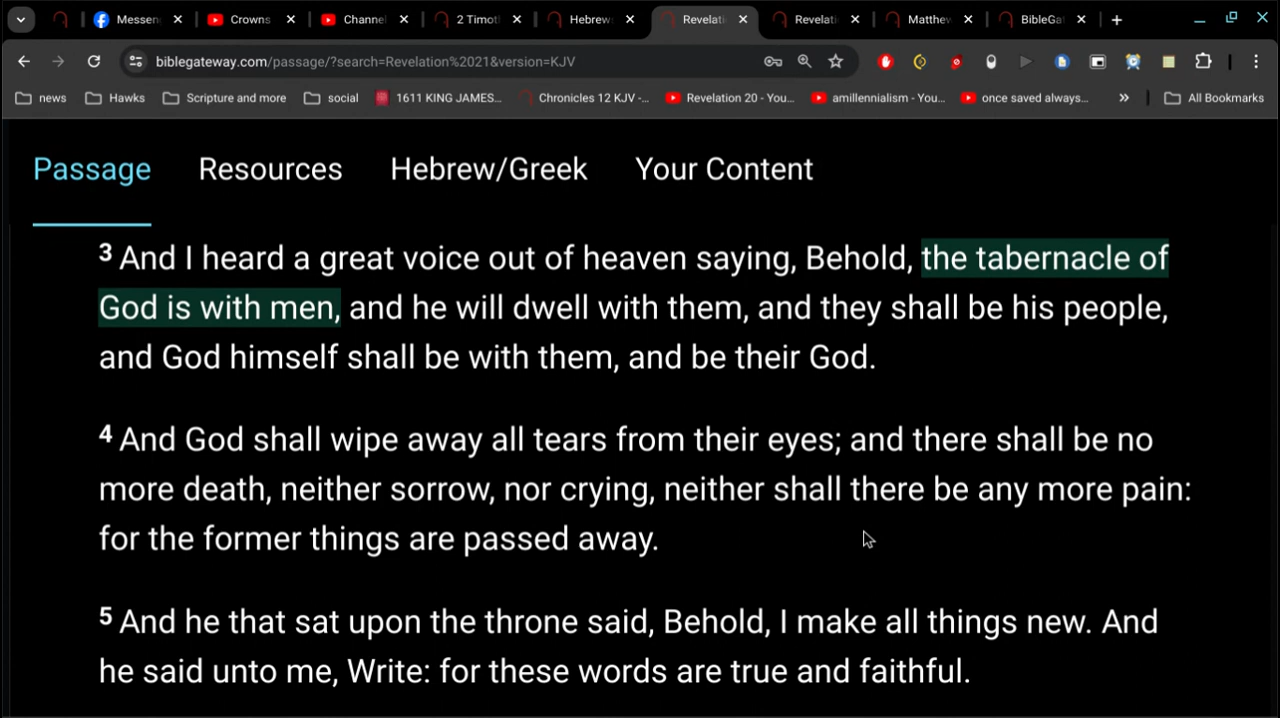 Messen
Crowns
Channel
2 Timot
Hebrew
Revelati
Revelati
Matthew
BibleGat
biblegateway.com/passage/?search=Revelation%2021&version=KJV
news
Hawks
Scripture and more
social
1611 KING JAMES...
Chronicles 12 KJV -...
Revelation 20 - You...
amillennialism - You...
once saved always...
All Bookmarks
Passage
Resources
Hebrew/Greek
Your Content
3 And I heard a great voice out of heaven saying, Behold, the tabernacle of
God is with men, and he will dwell with them, and they shall be his people,
and God himself shall be with them, and be their God.
4 And God shall wipe away all tears from their eyes; and there shall be no
more death, neither sorrow, nor crying, neither shall there be any more pain:
for the former things are passed away.
5 And he that sat upon the throne said, Behold, I make all things new. And
he said unto me, Write: for these words are true and faithful.